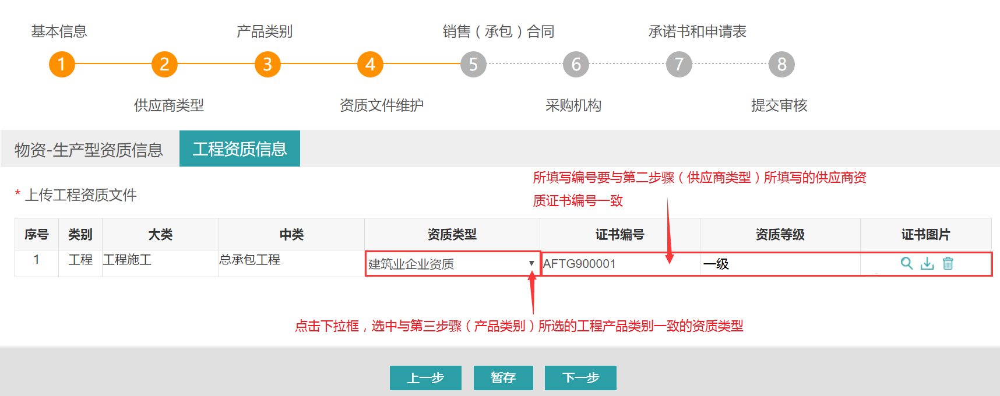 基本信息 产品类别 销售（承包）合同 承诺书和申请表
1 2 3 4 5 6 7 8
供应商类型 资质文件维护 采购机构 提交审核
物资-生产型资质信息 工程资质信息
所填写编号要与第二步骤（供应商类型）所填写的供应商资
质证书编号一致
* 上传工程资质文件
序号 类别 大类 中类 资质类型 证书编号 资质等级 证书图片
1 工程 工程施工 总承包工程 建筑业企业资质 AFTG900001 一级
点击下拉框，选中与第三步骤（产品类别）所选的工程产品类别一致的资质类型
上一步 暂存 下一步